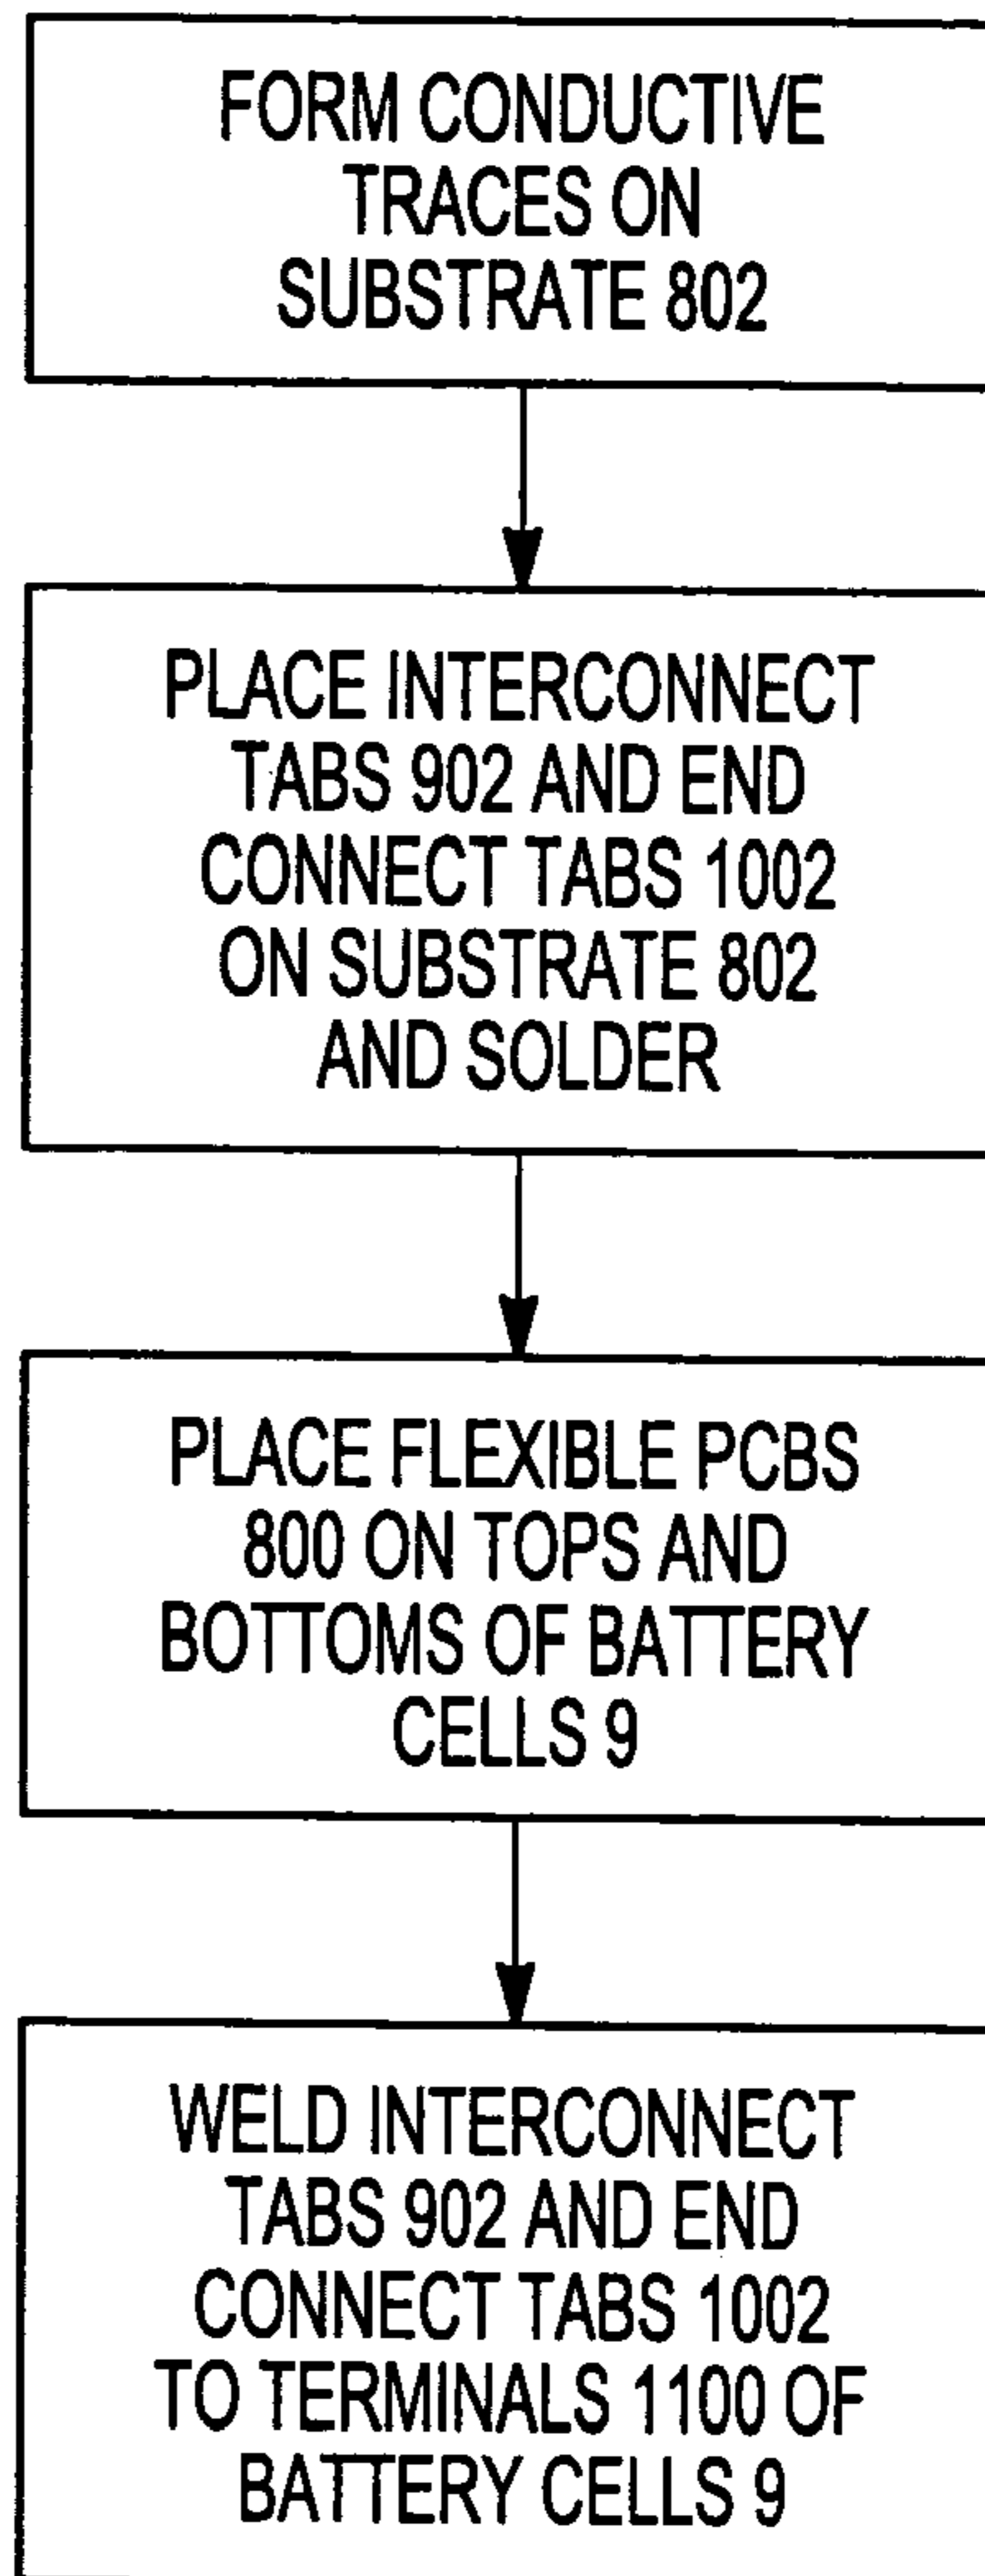 FORM CONDUCTIVE
TRACES ON
SUBSTRATE 802
PLACE INTERCONNECT
TABS 902 AND END
CONNECT TABS 1002
ON SUBSTRATE 802
AND SOLDER
PLACE FLEXIBLE PCBS
800 ON TOPS AND
BOTTOMS OF BATTERY
CELLS 9
WELD INTERCONNECT
TABS 902 AND END
CONNECT TABS 1002
TO TERMINALS 1100 OF
BATTERY CELLS 9